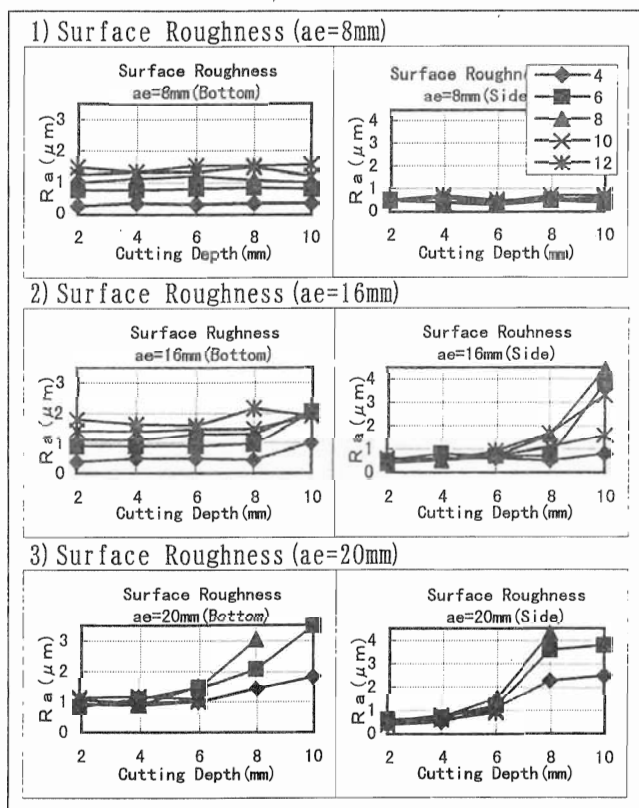 1) Surface Roughness (ae=8mm)
Surface Roughness
ae=8mm(Bottom)
Ra(μm)
3
2
1
0
2 4 6 8 10
Cutting Depth(mm)
Surface Roughn
ae=8mm(Side
Ra(μm)
4
3
2
1
0
2 4 6 8 10
Cutting Depth(mm)
4
6
8
10
12
2) Surface Roughness (ae=16mm)
Surface Rughness
ae=16mm(Bottom)
Ra(μm)
3
2
1
0
2 4 6 8 10
Cutting Depth(mm)
Surface Rouhness
ae=16mm(Side)
Ra(μm)
4
3
2
1
0
2 4 6 8 10
Cutting Depth(mm)
3) Surface Roughness (ae=20mm)
Surface Roughness
ae=20mm(Bottom)
Ra(μm)
3
2
1
0
2 4 6 8 10
Cutting Depth(mm)
Surface Roughness
ae=20mm(Side)
Ra(μm)
4
3
2
1
0
2 4 6 8 10
Cutting Depth(mm)